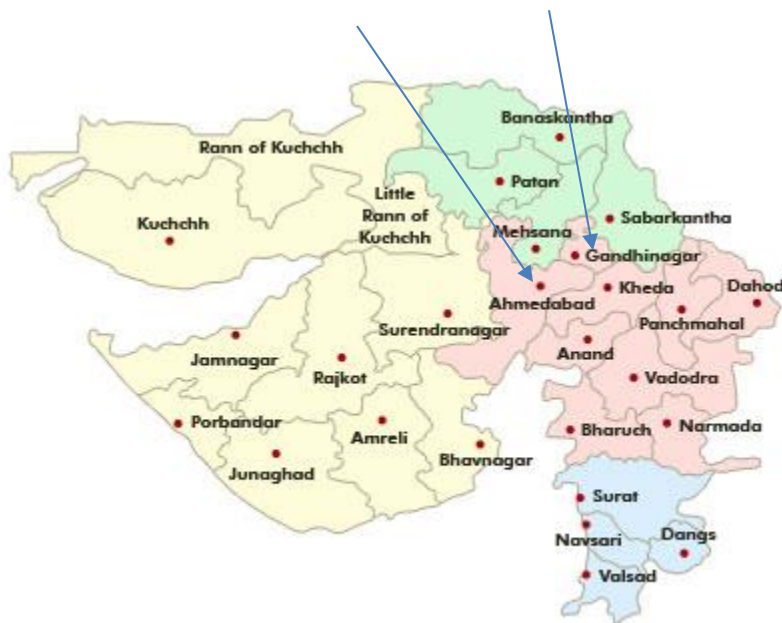 Banaskantha
Rann of Kuchchh
Patan
Little
Rann of
Kuchchh
Kuchchh
Sabarkantha
Mehsana
Gandhinagar
Dahod
Kheda
Ahmedabad
Panchmahal
Surendranagar
Jamnagar
Anand
Rajkot
Vadodra
Porbandar
Amreli
Bharuch
Narmada
Junaghad
Bhavnagar
Surat
Navsari
Dangs
Valsad